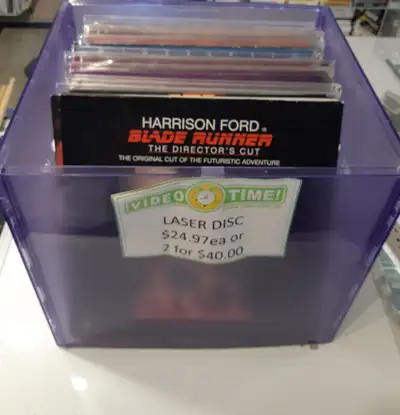 HARRISON FORD
BLADE RUNNER
THE DIRECTOR'S CUT
THE ORIGINAL CUT OF THE FUTURISTIC ADVENTURE
VIDEO TIME!
LASER DISC
$24.97ea or
2 for $40.00